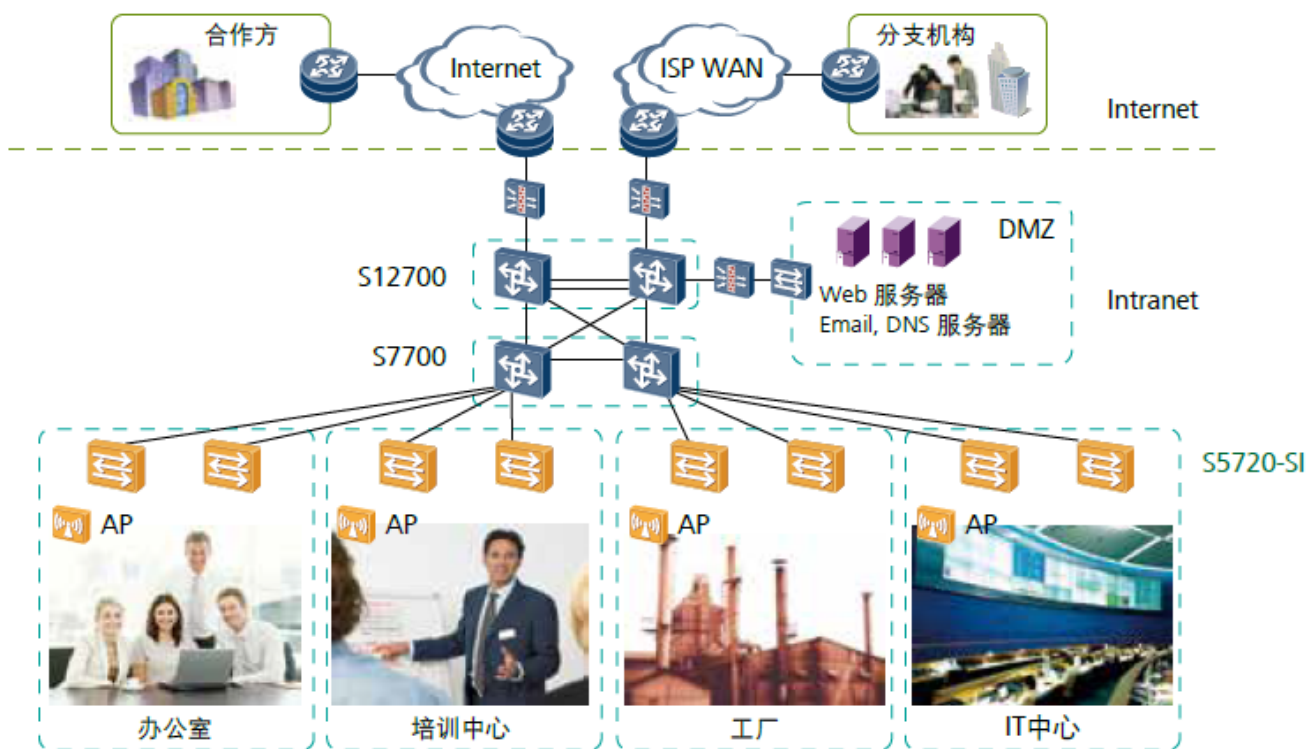 合作方
Internet
ISP WAN
分支机构
Internet
DMZ
S12700
Web 服务器
Email, DNS 服务器
Intranet
S7700
S5720-SI
AP
AP
AP
AP
办公室
培训中心
工厂
IT中心